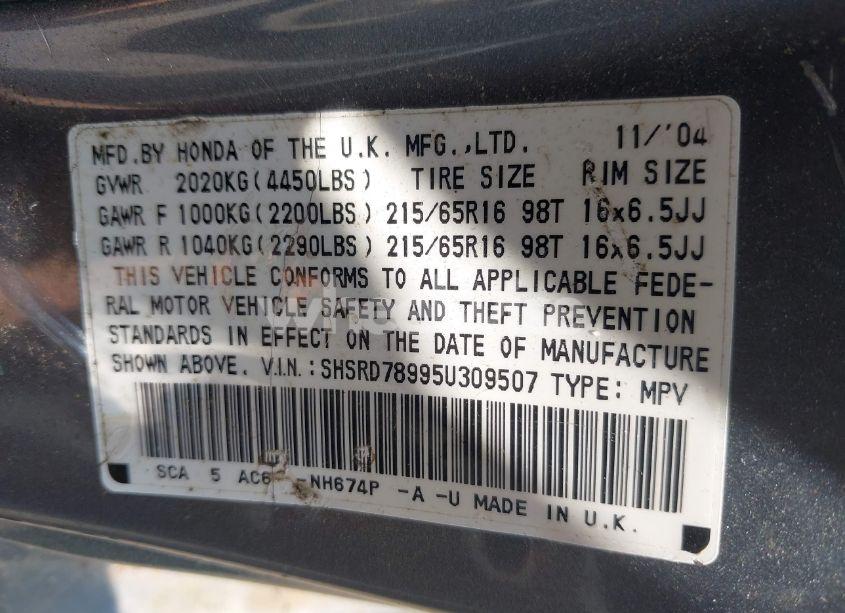 MFD.BY HONDA OF THE U.K. MFG.,LTD. 11/'04
GVWR 2020KG(4450LBS) TIRE SIZE RIM SIZE
GAWR F 1000KG(2200LBS) 215/65R16 98T 16x6.5JJ
GAWR R 1040KG(2290LBS) 215/65R16 98T 16x6.5JJ
THIS VEHICLE CONFORMS TO ALL APPLICABLE FEDE-
RAL MOTOR VEHICLE SAFETY AND THEFT PREVENTION
STANDARDS IN EFFECT ON THE DATE OF MANUFACTURE
SHOWN ABOVE. V.I.N.:SHSRD78995U309507 TYPE: MPV
SCA 5 AC6 -NH674P -A -U MADE IN U.K.